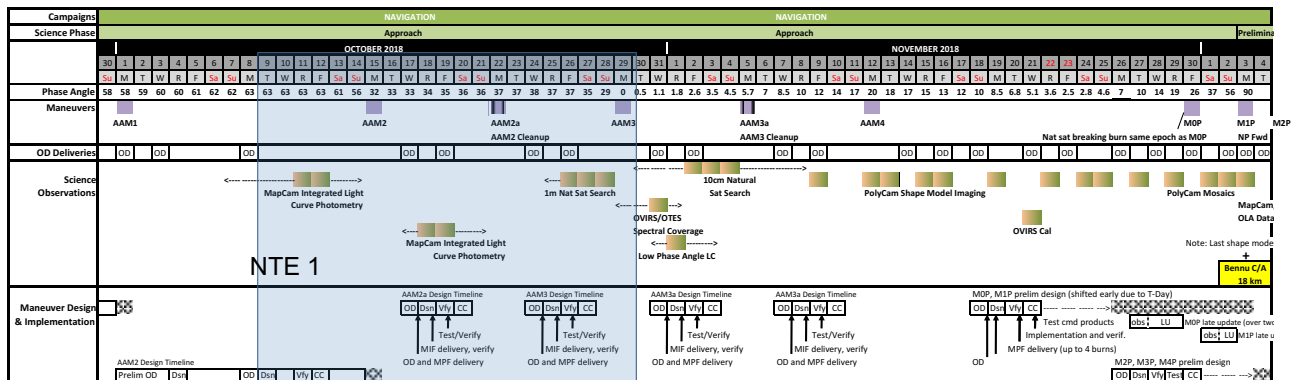 Campaigns NAVIGATION NAVIGATION
Science Phase Approach Approach Prelimina
OCTOBER 2018 NOVEMBER 2018
30 1 2 3 4 5 6 7 8 9 10 11 12 13 14 15 16 17 18 19 20 21 22 23 24 25 26 27 28 29 30 31 1 2 3 4 5 6 7 8 9 10 11 12 13 14 15 16 17 18 19 20 21 22 23 24 25 26 27 28 29 30 1 2 3 4
Su M T W R F Sa Su M T W R F Sa Su M T W R F Sa Su M T W R F Sa Su M T W R F Sa Su M T W R F Sa Su M T W R F Sa Su M T W R F Sa Su M T W R F Sa Su M T
Phase Angle 58 58 59 60 60 61 62 62 63 63 63 63 63 61 56 50 45 41 39 37 36 36 37 37 37 38 37 35 29 0 0.5 1.1 1.8 2.6 3.5 4.5 5.7 7 8.5 10 12 14 17 20 18 14 17 15 13 12 10 8.5 6.8 5.1 3.6 2.5 2.8 4.6 7 10 14 19 26 37 56 90
Maneuvers
AAM1 AAM2 AAM2a AAM3 AAM3a AAM4 M0P M1P M2P
AAM2 Cleanup AAM3 Cleanup Nat sat breaking burn same epoch as M0P NP Fwd
OD Deliveries OD OD OD OD OD OD OD OD OD OD OD OD OD OD OD OD OD OD OD OD OD OD OD OD OD OD
Science
Observations
MapCam Integrated Light
Curve Photometry
1m Nat Sat Search
10cm Natural
Sat Search
PolyCam Shape Model Imaging
PolyCam Mosaics
OVIRS/OTES
Spectral Coverage
MapCam
OLA Data
OVIRS Cal
MapCam Integrated Light
Curve Photometry
Low Phase Angle LC
Note: Last shape mode
+
NTE 1
Bennu C/A
18 km
Maneuver Design
& Implementation
AAM2a Design Timeline AAM3 Design Timeline AAM3a Design Timeline AAM3a Design Timeline M0P, M1P prelim design (shifted early due to T-Day)
OD Dsn Vfy CC OD Dsn Vfy CC OD Dsn Vfy CC OD Dsn Vfy CC OD Dsn Vfy CC
Test/Verify Test/Verify Test/Verify Test/Verify Test cmd products obs LU M0P late update (over two
MIF delivery, verify MIF delivery, verify MIF delivery, verify MIF delivery, verify Implementation and verif. obs LU M1P late u
MPF delivery (up to 4 burns)
OD and MPF delivery OD and MPF delivery OD and MPF delivery OD and MPF delivery OD
AAM2 Design Timeline M2P, M3P, M4P prelim design
Prelim OD Dsn OD Dsn Vfy CC OD Dsn Vfy Test CC